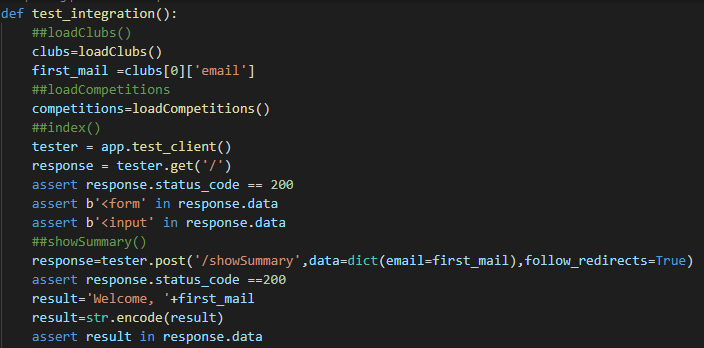 def test_integration():
##loadClubs()
clubs=loadClubs()
first_mail =clubs[0]['email']
##loadCompetitions
competitions=loadCompetitions()
##index()
tester = app.test_client()
response = tester.get('/')
assert response.status_code == 200
assert b'<form' in response.data
assert b'<input' in response.data
##showSummary()
response=tester.post('/showSummary',data=dict(email=first_mail),follow_redirects=True)
assert response.status_code ==200
result='Welcome, '+first_mail
result=str.encode(result)
assert result in response.data